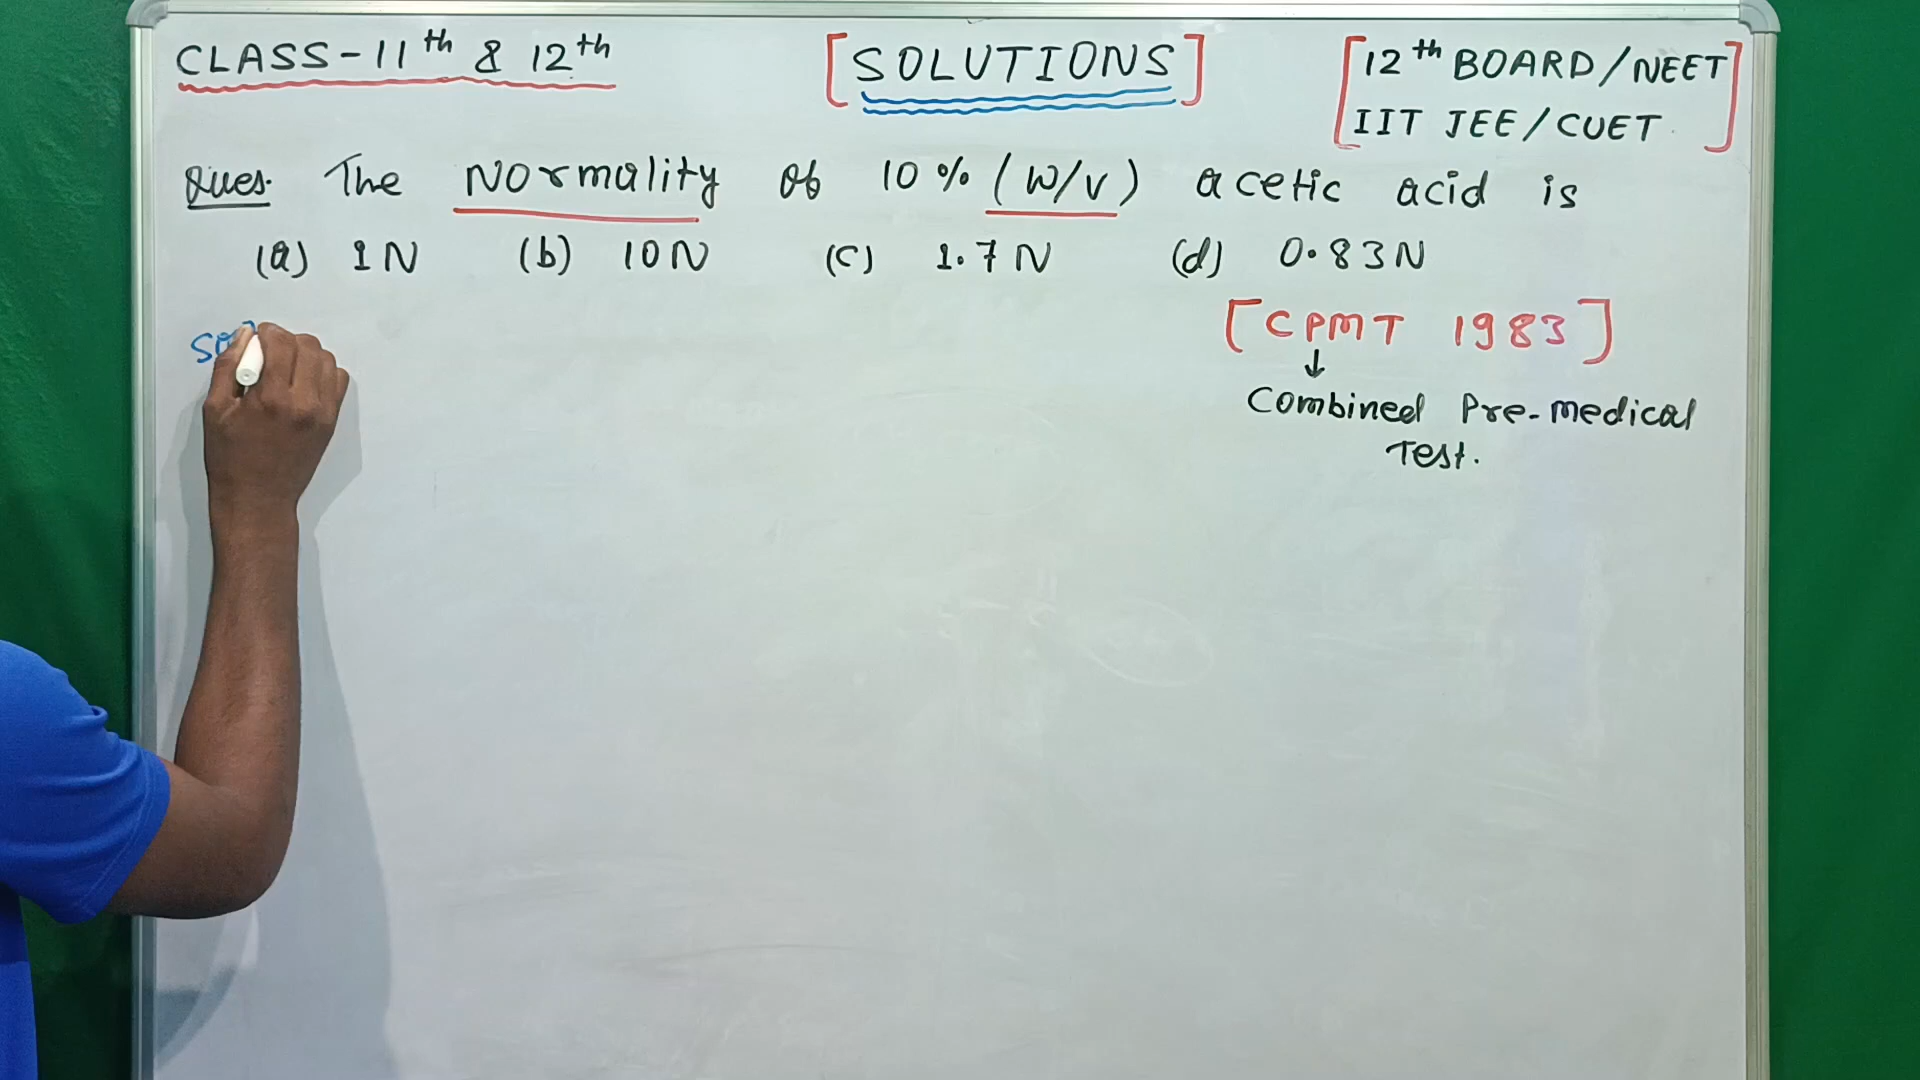 CLASS-11th & 12th [SOLUTIONS] [12th BOARD/NEET
IIT JEE/CUET]
Ques. The Normality of 10% (W/V) acetic acid is
(a) 1N (b) 10N (c) 1.7N (d) 0.83N
[CPMT 1983]
↓
Combined Pre-medical
Test.